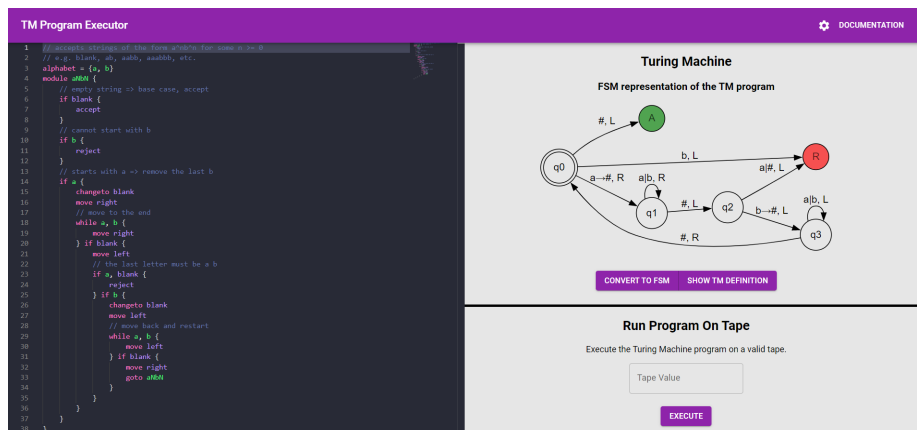 TM Program Executor
DOCUMENTATION
1 // accepts strings of the form a^nb^n for some n >= 0
2 // e.g. blank, ab, aabb, aaabbb, etc.
3 alphabet = {a, b}
4 module aNbN {
5 // empty string => base case, accept
6 if blank {
7 accept
8 }
9 // cannot start with b
10 if b {
11 reject
12 }
13 // starts with a => remove the last b
14 if a {
15 changeto blank
16 move right
17 // move to the end
18 while a, b {
19 move right
20 } if blank {
21 move left
22 // the last letter must be a b
23 if a, blank {
24 reject
25 } if b {
26 changeto blank
27 move left
28 // move back and restart
29 while a, b {
30 move left
31 } if blank {
32 move right
33 goto aNbN
34 }
35 }
36 }
37 }
38 }
Turing Machine
FSM representation of the TM program
#, L
A
b, L
R
q0
a→#, R
a|b, R
a|#, L
q1
#, L
q2
b→#, L
a|b, L
q3
#, R
CONVERT TO FSM
SHOW TM DEFINITION
Run Program On Tape
Execute the Turing Machine program on a valid tape.
Tape Value
EXECUTE